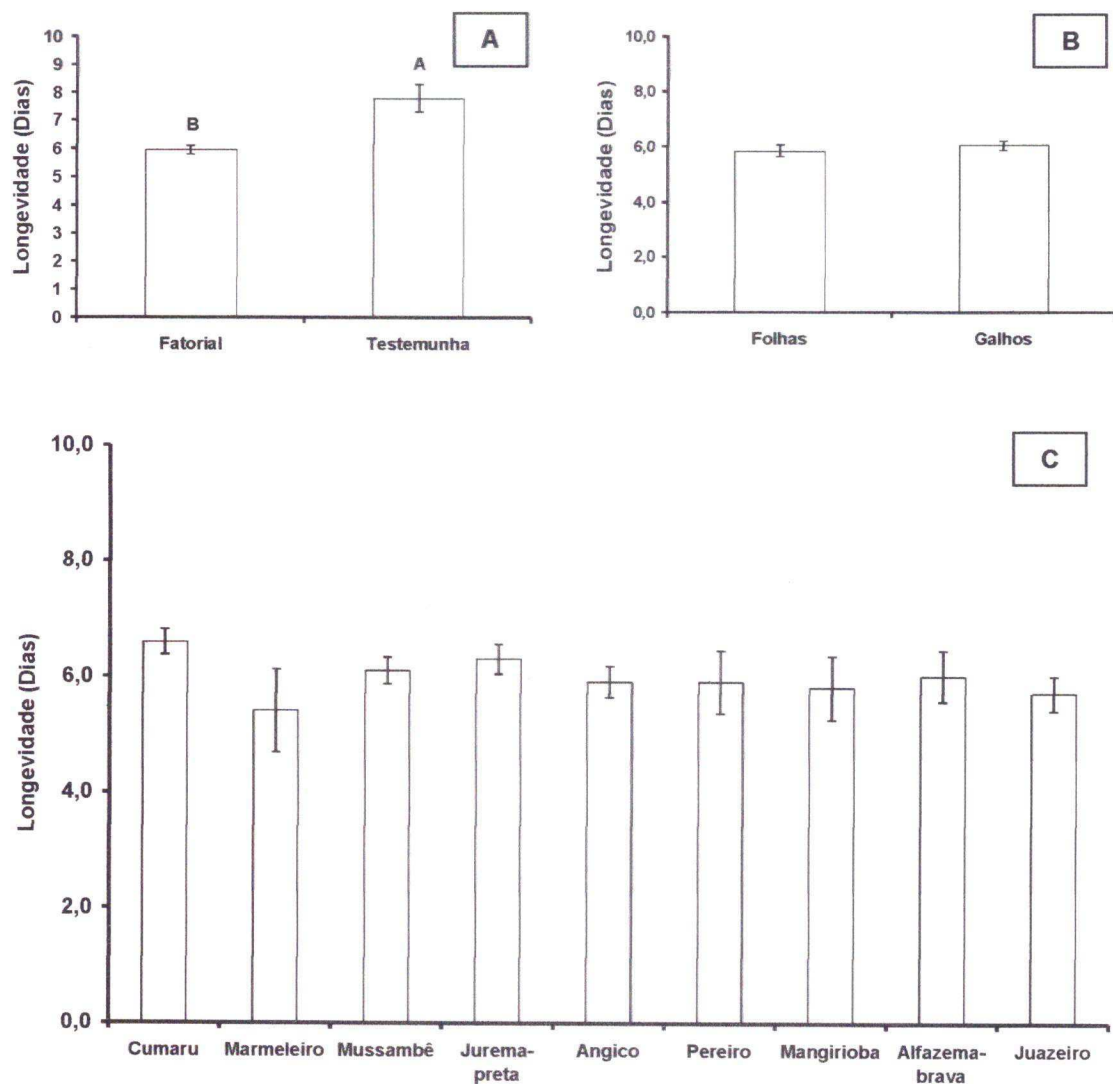 A
Longevidade (Dias)
10
9
8
7
6
5
4
3
2
1
0
B
A
Fatorial Testemunha
B
Longevidade (Dias)
10,0
8,0
6,0
4,0
2,0
0,0
Folhas Galhos
C
Longevidade (Dias)
10,0
8,0
6,0
4,0
2,0
0,0
Cumaru Marmeleiro Mussambê Jurema- Angico Pereiro Mangirioba Alfazema- Juazeiro
preta brava